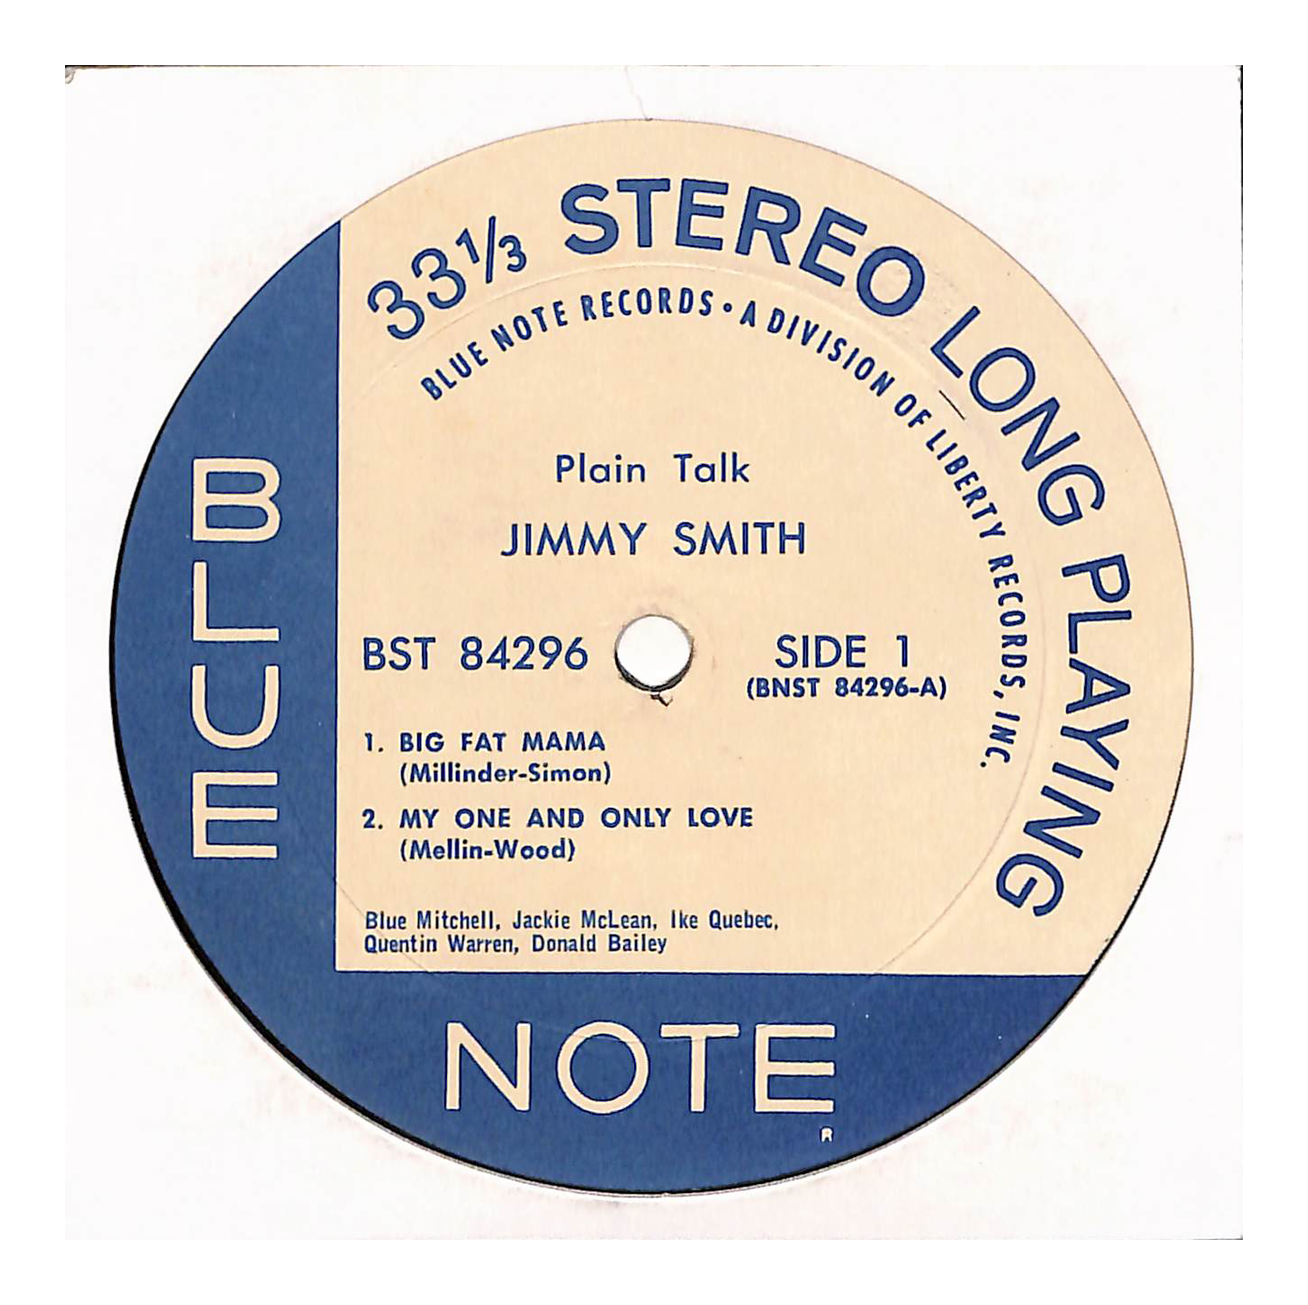 33⅓ STEREO LONG PLAYING
BLUE NOTE RECORDS • A DIVISION OF LIBERTY RECORDS, INC.
Plain Talk
JIMMY SMITH
BST 84296
SIDE 1
(BNST 84296-A)
1. BIG FAT MAMA
(Millinder-Simon)
2. MY ONE AND ONLY LOVE
(Mellin-Wood)
Blue Mitchell, Jackie McLean, Ike Quebec,
Quentin Warren, Donald Bailey
BLUE
NOTE
R